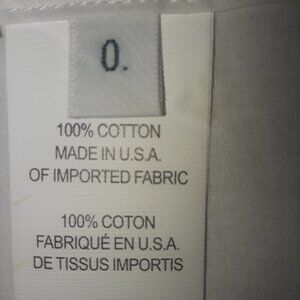 0.
100% COTTON
MADE IN U.S.A.
OF IMPORTED FABRIC
100% COTON
FABRIQUÉ EN U.S.A.
DE TISSUS IMPORTIS